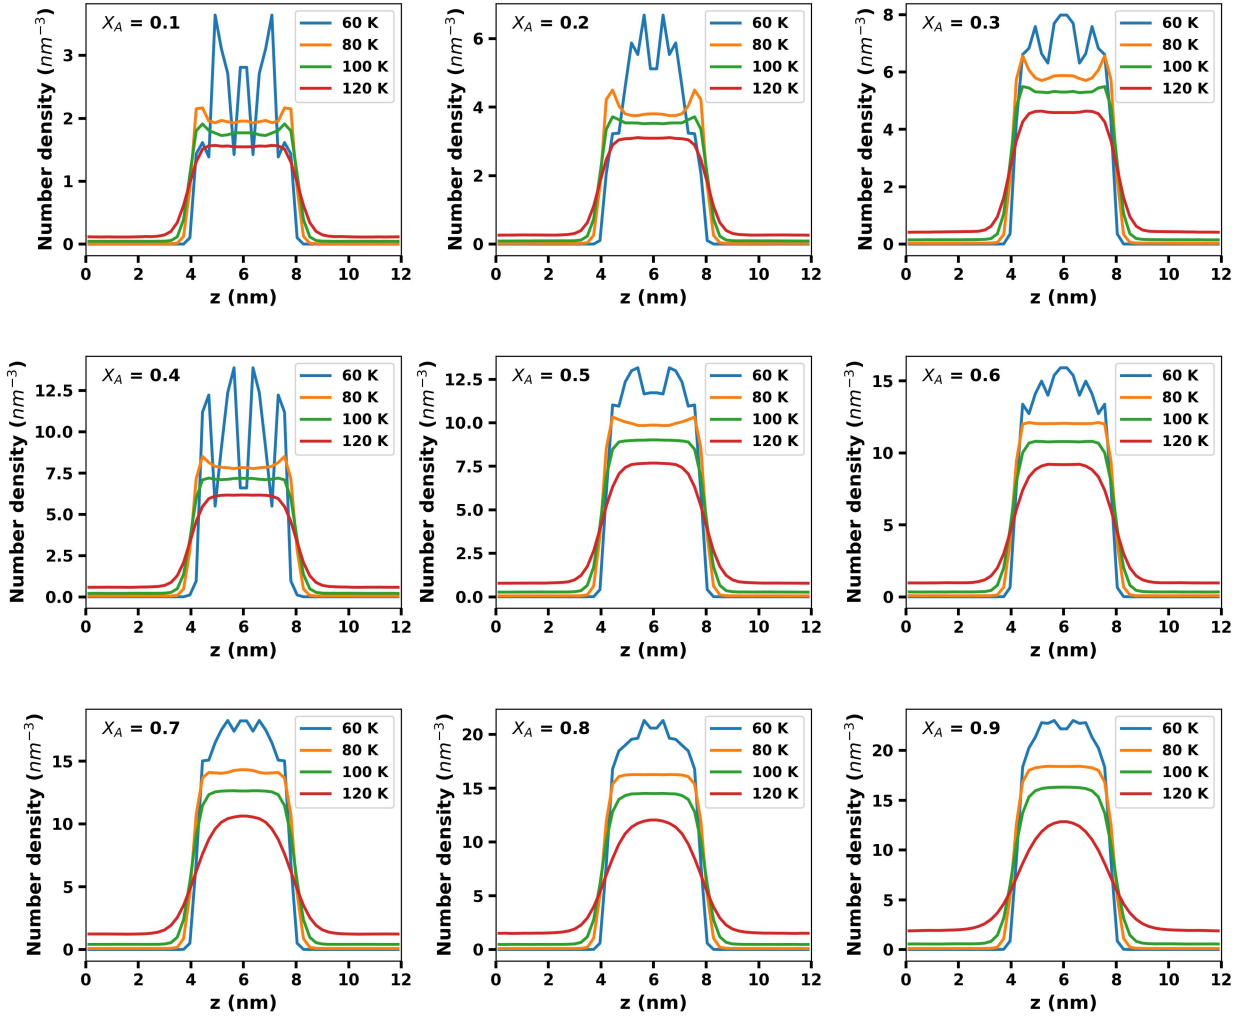 X_A = 0.1
60 K
80 K
100 K
120 K
Number density (nm⁻³)
3
2
1
0
0 2 4 6 8 10 12
z (nm)
X_A = 0.2
60 K
80 K
100 K
120 K
Number density (nm⁻³)
6
4
2
0
0 2 4 6 8 10 12
z (nm)
X_A = 0.3
60 K
80 K
100 K
120 K
Number density (nm⁻³)
8
6
4
2
0
0 2 4 6 8 10 12
z (nm)
X_A = 0.4
60 K
80 K
100 K
120 K
Number density (nm⁻³)
12.5
10.0
7.5
5.0
2.5
0.0
0 2 4 6 8 10 12
z (nm)
X_A = 0.5
60 K
80 K
100 K
120 K
Number density (nm⁻³)
12.5
10.0
7.5
5.0
2.5
0.0
0 2 4 6 8 10 12
z (nm)
X_A = 0.6
60 K
80 K
100 K
120 K
Number density (nm⁻³)
15
10
5
0
0 2 4 6 8 10 12
z (nm)
X_A = 0.7
60 K
80 K
100 K
120 K
Number density (nm⁻³)
15
10
5
0
0 2 4 6 8 10 12
z (nm)
X_A = 0.8
60 K
80 K
100 K
120 K
Number density (nm⁻³)
20
15
10
5
0
0 2 4 6 8 10 12
z (nm)
X_A = 0.9
60 K
80 K
100 K
120 K
Number density (nm⁻³)
20
15
10
5
0
0 2 4 6 8 10 12
z (nm)